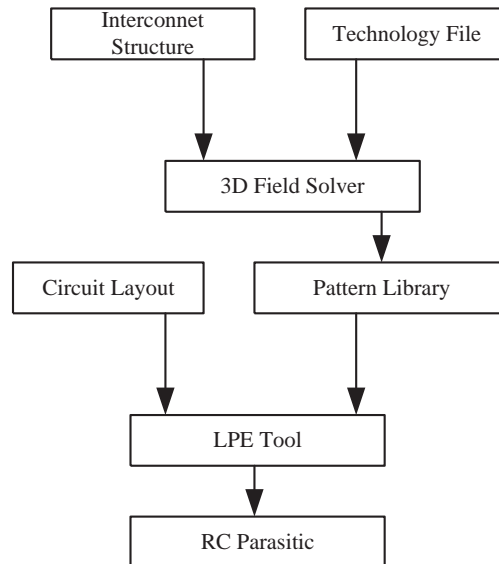 Interconnet
Structure
Technology File
3D Field Solver
Circuit Layout
Pattern Library
LPE Tool
RC Parasitic